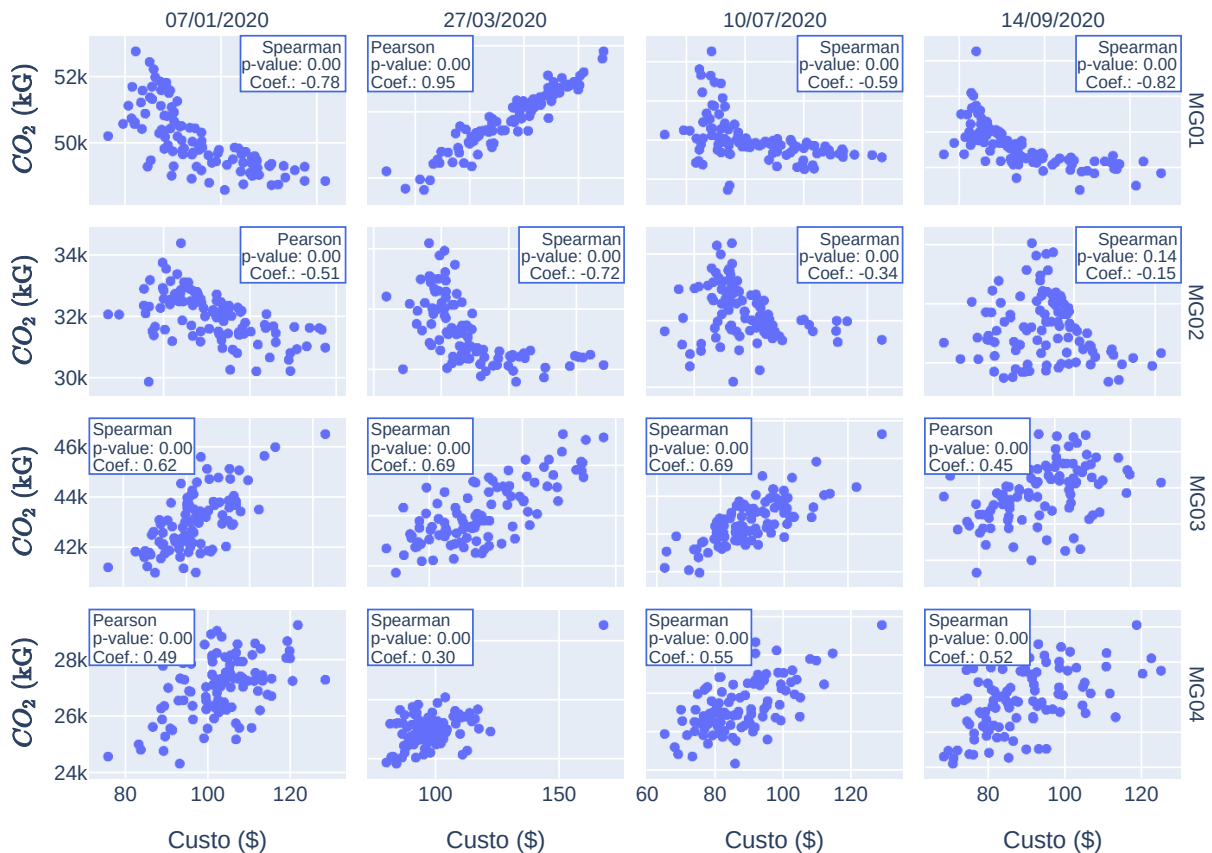 07/01/2020
27/03/2020
10/07/2020
14/09/2020
CO₂ (kG)
52k
50k
Spearman
p-value: 0.00
Coef.: -0.78
Pearson
p-value: 0.00
Coef.: 0.95
Spearman
p-value: 0.00
Coef.: -0.59
Spearman
p-value: 0.00
Coef.: -0.82
MG01
CO₂ (kG)
34k
32k
30k
Pearson
p-value: 0.00
Coef.: -0.51
Spearman
p-value: 0.00
Coef.: -0.72
Spearman
p-value: 0.00
Coef.: -0.34
Spearman
p-value: 0.14
Coef.: -0.15
MG02
CO₂ (kG)
46k
44k
42k
Spearman
p-value: 0.00
Coef.: 0.62
Spearman
p-value: 0.00
Coef.: 0.69
Spearman
p-value: 0.00
Coef.: 0.69
Pearson
p-value: 0.00
Coef.: 0.45
MG03
CO₂ (kG)
28k
26k
24k
Pearson
p-value: 0.00
Coef.: 0.49
Spearman
p-value: 0.00
Coef.: 0.30
Spearman
p-value: 0.00
Coef.: 0.55
Spearman
p-value: 0.00
Coef.: 0.52
MG04
80
100
120
100
150
60
80
100
120
80
100
120
Custo ($)
Custo ($)
Custo ($)
Custo ($)